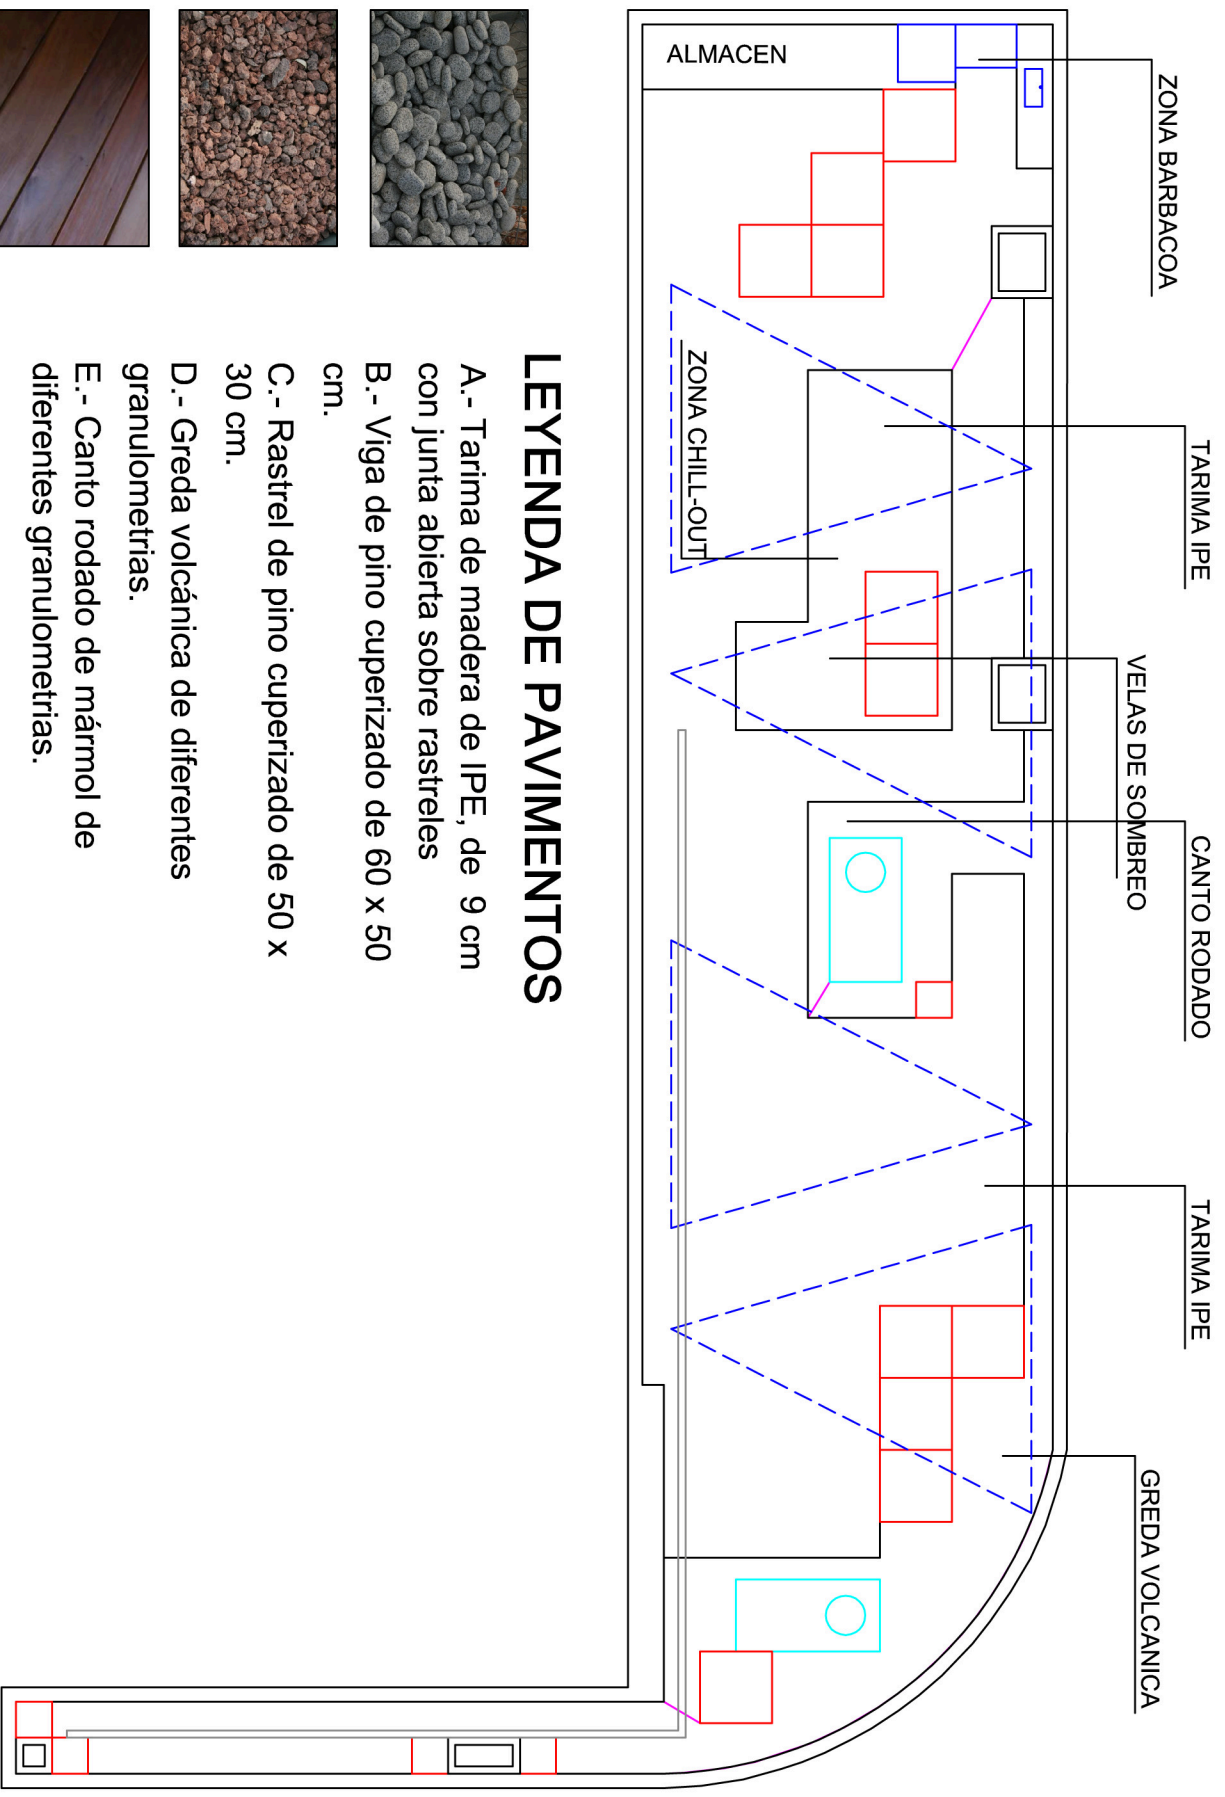 ALMACEN
ZONA BARBACOA
TARIMA IPE
ZONA CHILL-OUT
VELAS DE SOMBREO
CANTO RODADO
TARIMA IPE
GREDA VOLCANICA
LEYENDA DE PAVIMENTOS
A.- Tarima de madera de IPE, de 9 cm
con junta abierta sobre rastreles
B.- Viga de pino cuperizado de 60 x 50
cm.
C.- Rastrel de pino cuperizado de 50 x
30 cm.
D.- Greda volcánica de diferentes
granulometrias.
E.- Canto rodado de mármol de
diferentes granulometrias.